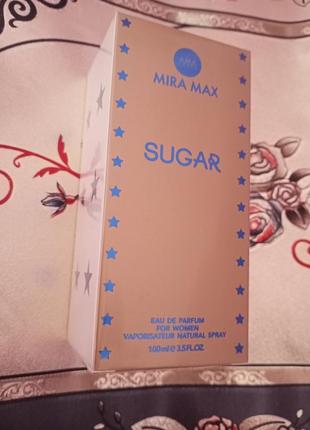 MM
MIRA MAX
SUGAR
EAU DE PARFUM
FOR WOMEN
VAPORISATEUR NATURAL SPRAY
100ml e 3.5FL.OZ.